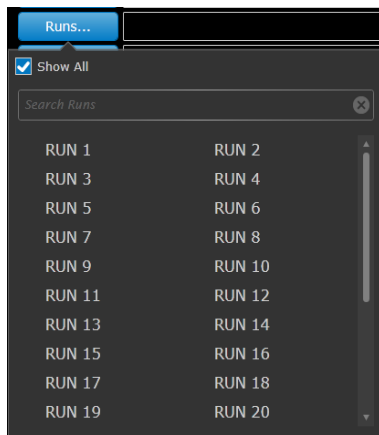 Runs...
Show All
Search Runs
RUN 1 RUN 2
RUN 3 RUN 4
RUN 5 RUN 6
RUN 7 RUN 8
RUN 9 RUN 10
RUN 11 RUN 12
RUN 13 RUN 14
RUN 15 RUN 16
RUN 17 RUN 18
RUN 19 RUN 20